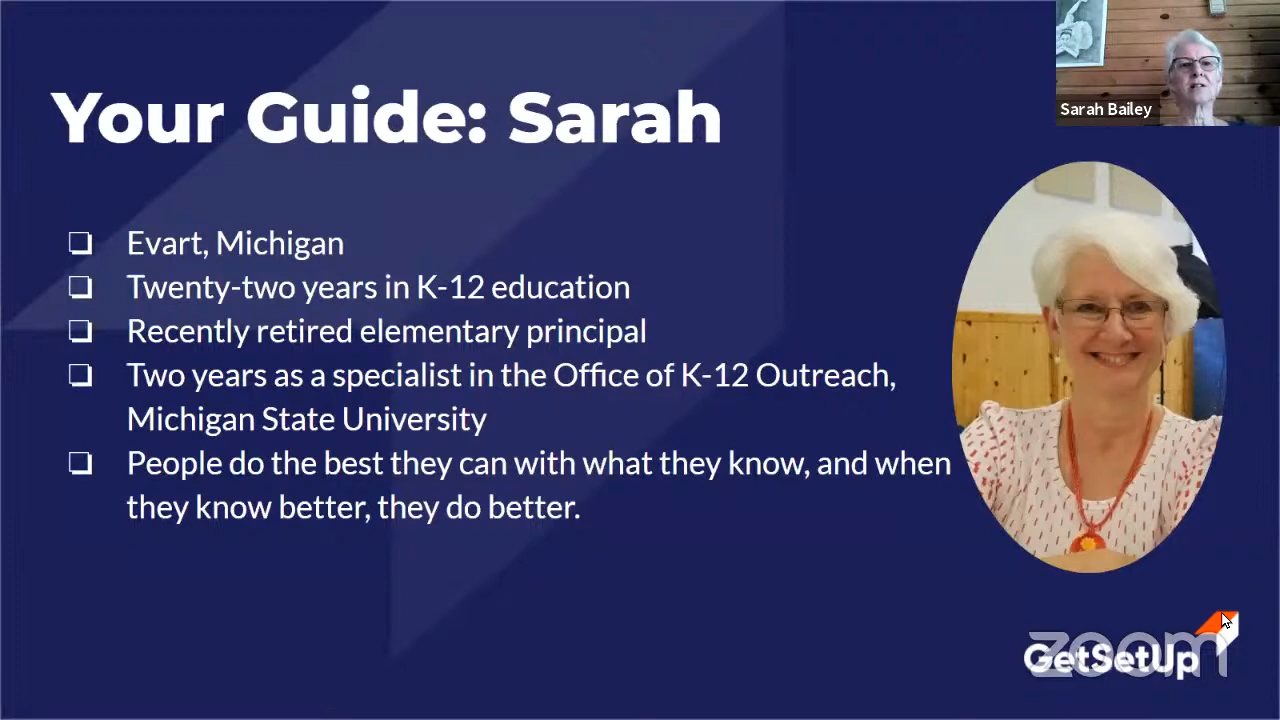 Your Guide: Sarah
Sarah Bailey
❏ Evart, Michigan
❏ Twenty-two years in K-12 education
❏ Recently retired elementary principal
❏ Two years as a specialist in the Office of K-12 Outreach,
Michigan State University
❏ People do the best they can with what they know, and when
they know better, they do better.
zoom
GetSetUp